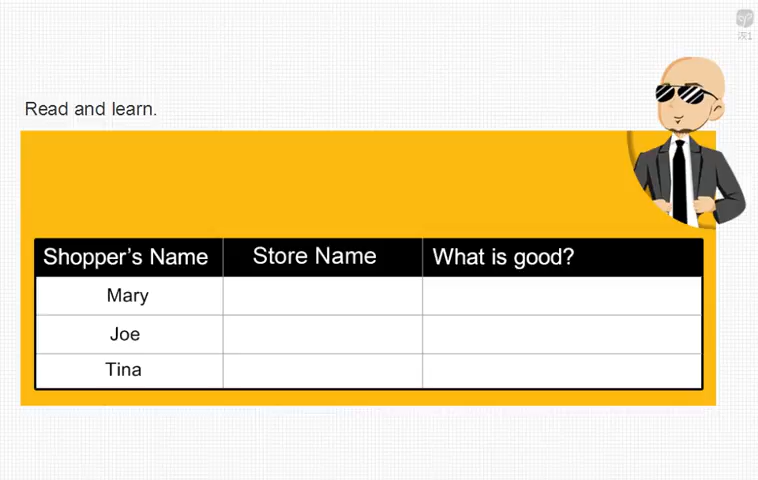 Read and learn.
Shopper's Name Store Name What is good?
Mary
Joe
Tina